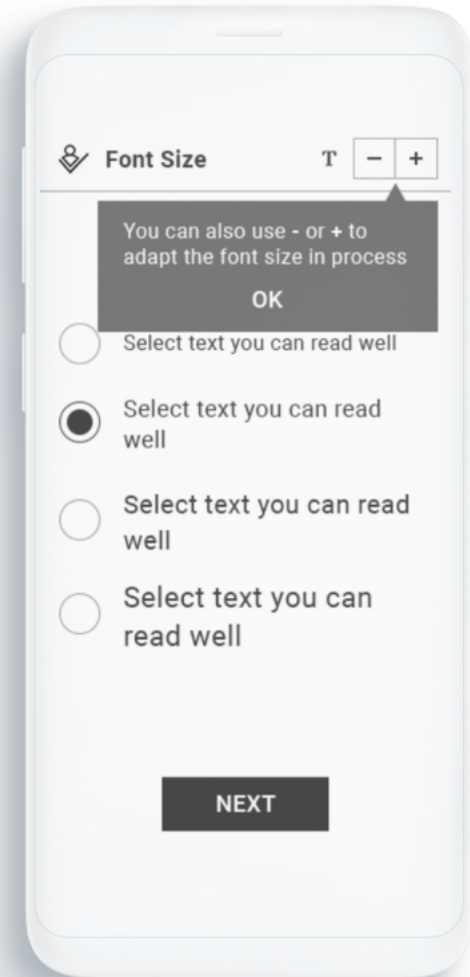 Font Size T − +
You can also use - or + to
adapt the font size in process
OK
Select text you can read well
Select text you can read
well
Select text you can read
well
Select text you can
read well
NEXT